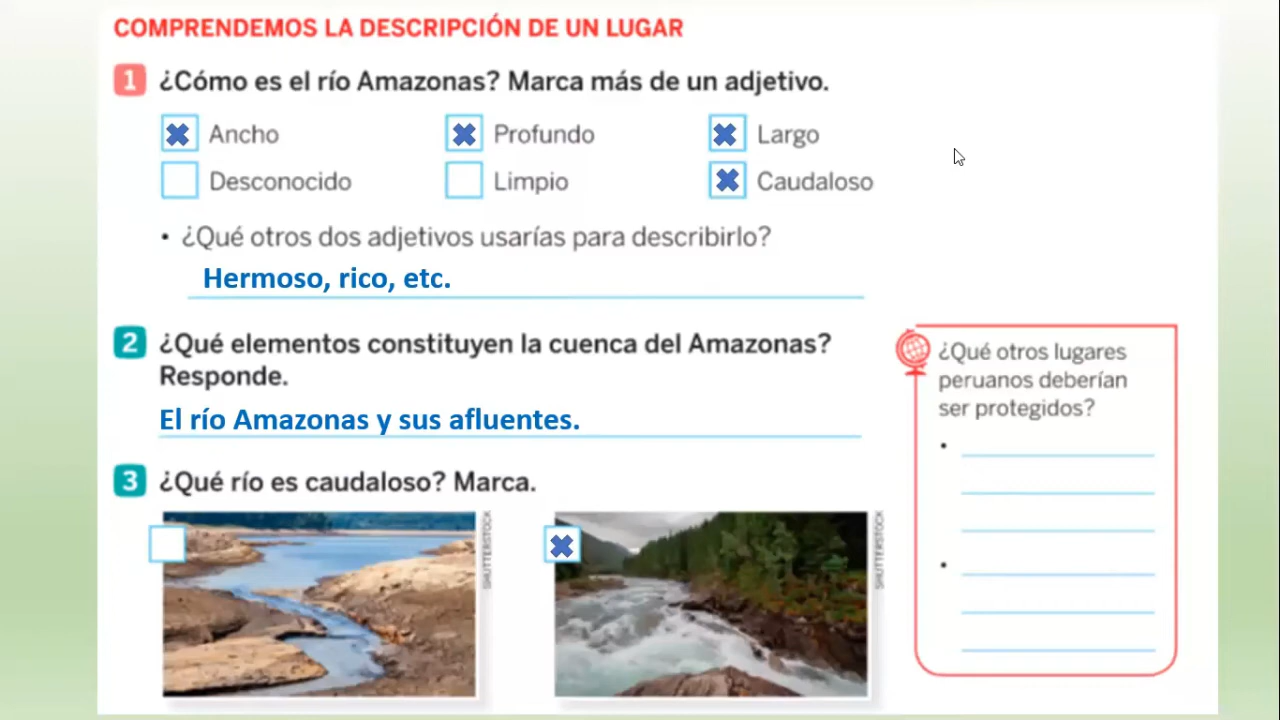 COMPRENDEMOS LA DESCRIPCIÓN DE UN LUGAR
1 ¿Cómo es el río Amazonas? Marca más de un adjetivo.
Ancho Profundo Largo
Desconocido Limpio Caudaloso
• ¿Qué otros dos adjetivos usarías para describirlo?
Hermoso, rico, etc.
2 ¿Qué elementos constituyen la cuenca del Amazonas?
Responde.
El río Amazonas y sus afluentes.
3 ¿Qué río es caudaloso? Marca.
SHUTTERSTOCK
SHUTTERSTOCK
¿Qué otros lugares
peruanos deberían
ser protegidos?